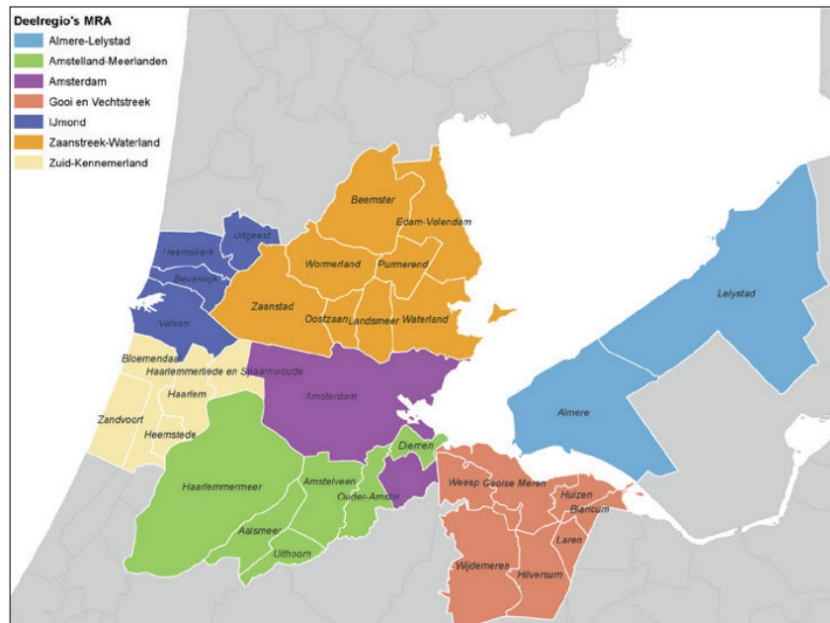 Deelregio's MRA
Almere-Lelystad
Amstelland-Meerlanden
Amsterdam
Gooi en Vechtstreek
IJmond
Zaanstreek-Waterland
Zuid-Kennemerland
Beemster
Edam-Volendam
Uitgeest
Heemskerk
Beverwijk
Wormerland
Purmerend
Lelystad
Zaanstad
Oostzaan
Landsmeer
Waterland
Velsen
Bloemendaal
Haarlemmerliede en Spaarnwoude
Haarlem
Amsterdam
Zandvoort
Heemstede
Almere
Diemen
Haarlemmermeer
Amstelveen
Ouder-Amstel
Weesp
Gooise Meren
Huizen
Blaricum
Aalsmeer
Uithoorn
Laren
Wijdemeren
Hilversum